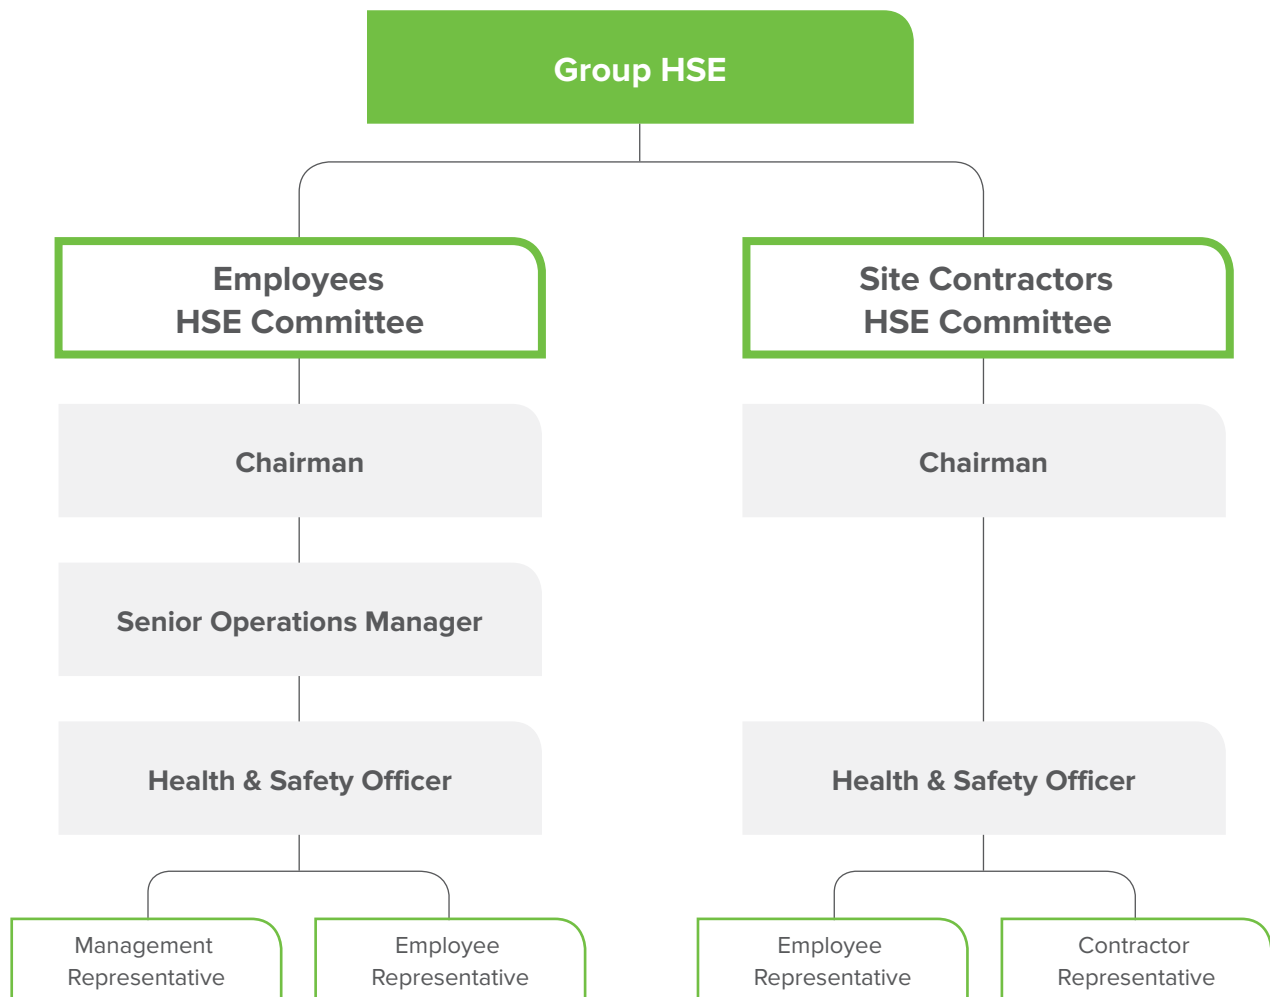 Group HSE
Employees
HSE Committee
Site Contractors
HSE Committee
Chairman
Chairman
Senior Operations Manager
Health & Safety Officer
Health & Safety Officer
Management
Representative
Employee
Representative
Employee
Representative
Contractor
Representative